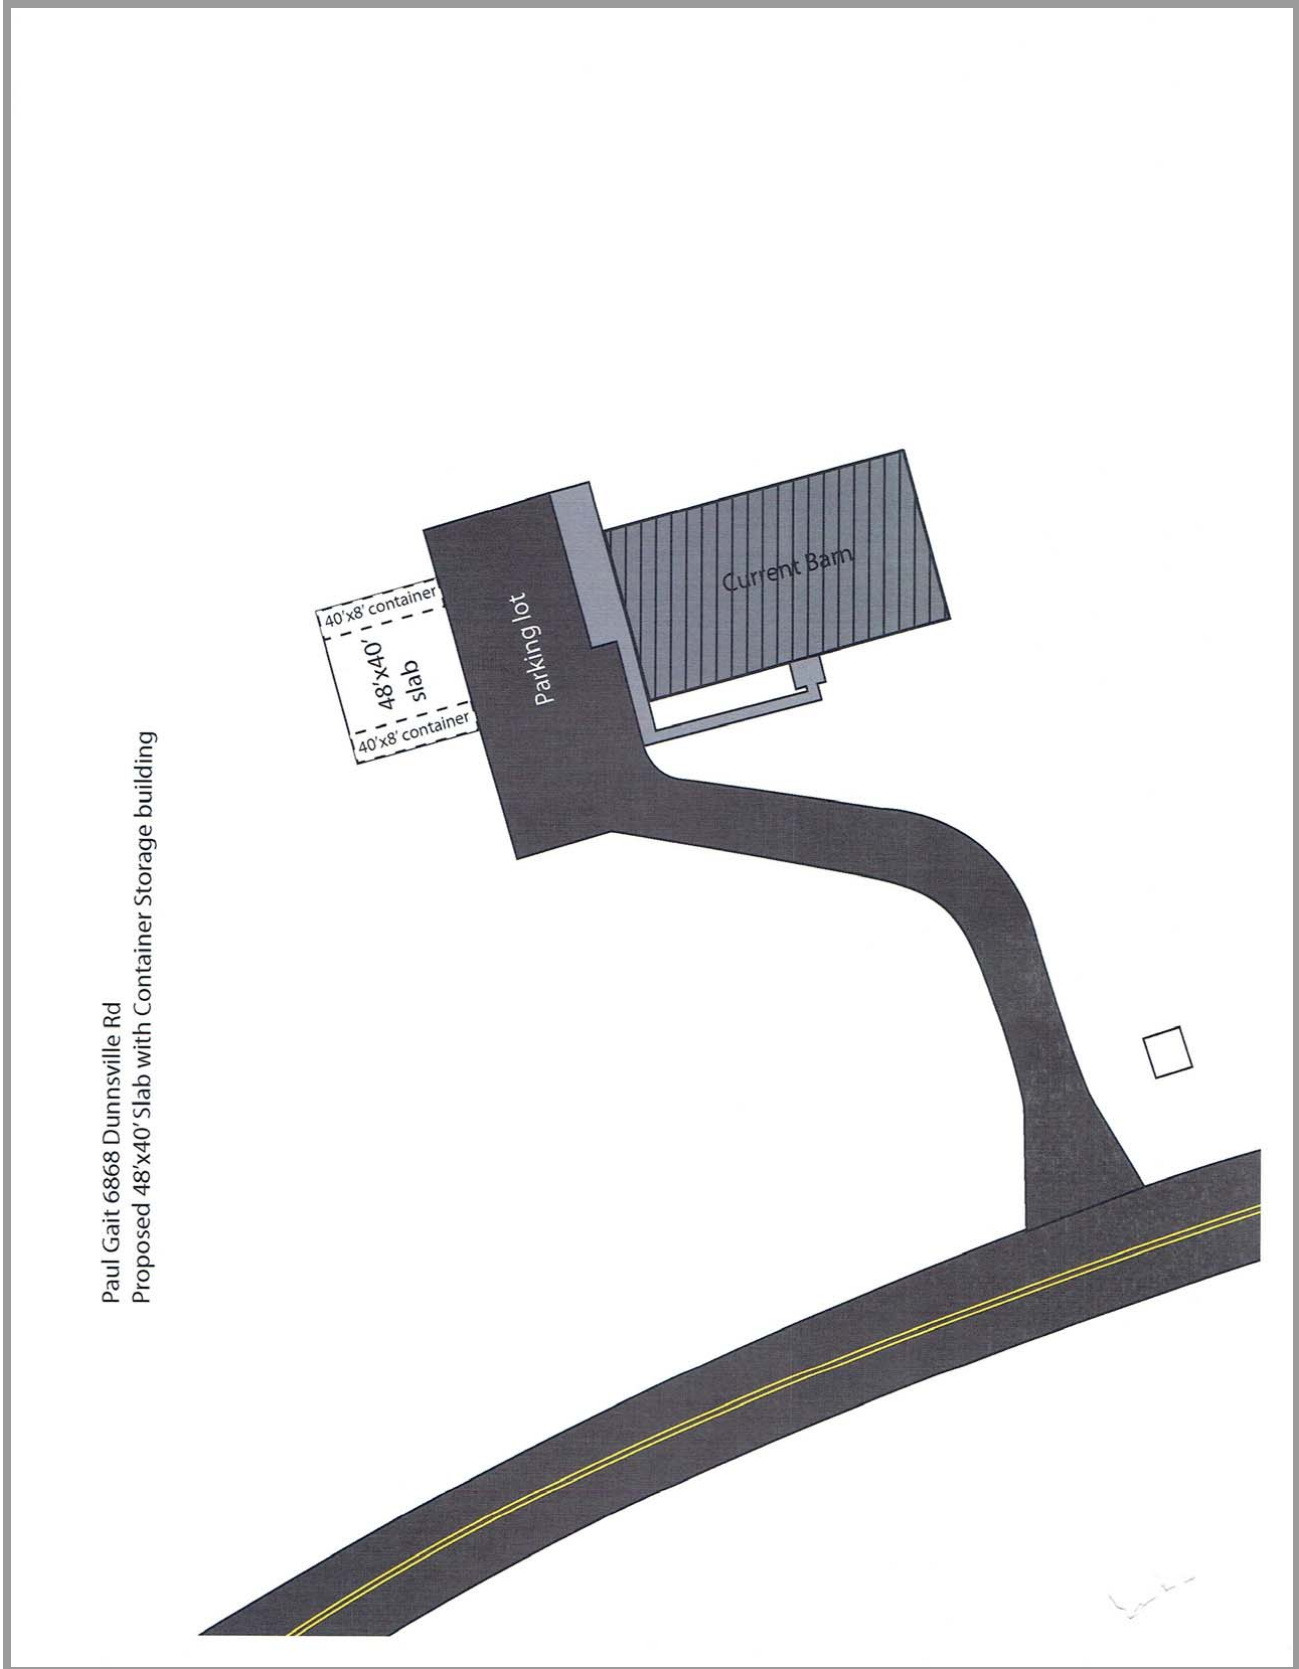 Paul Gait 6868 Dunnsville Rd
Proposed 48'x40' Slab with Container Storage building
40'x8' container
48'x40'
slab
40'x8' container
Parking lot
Current Barn